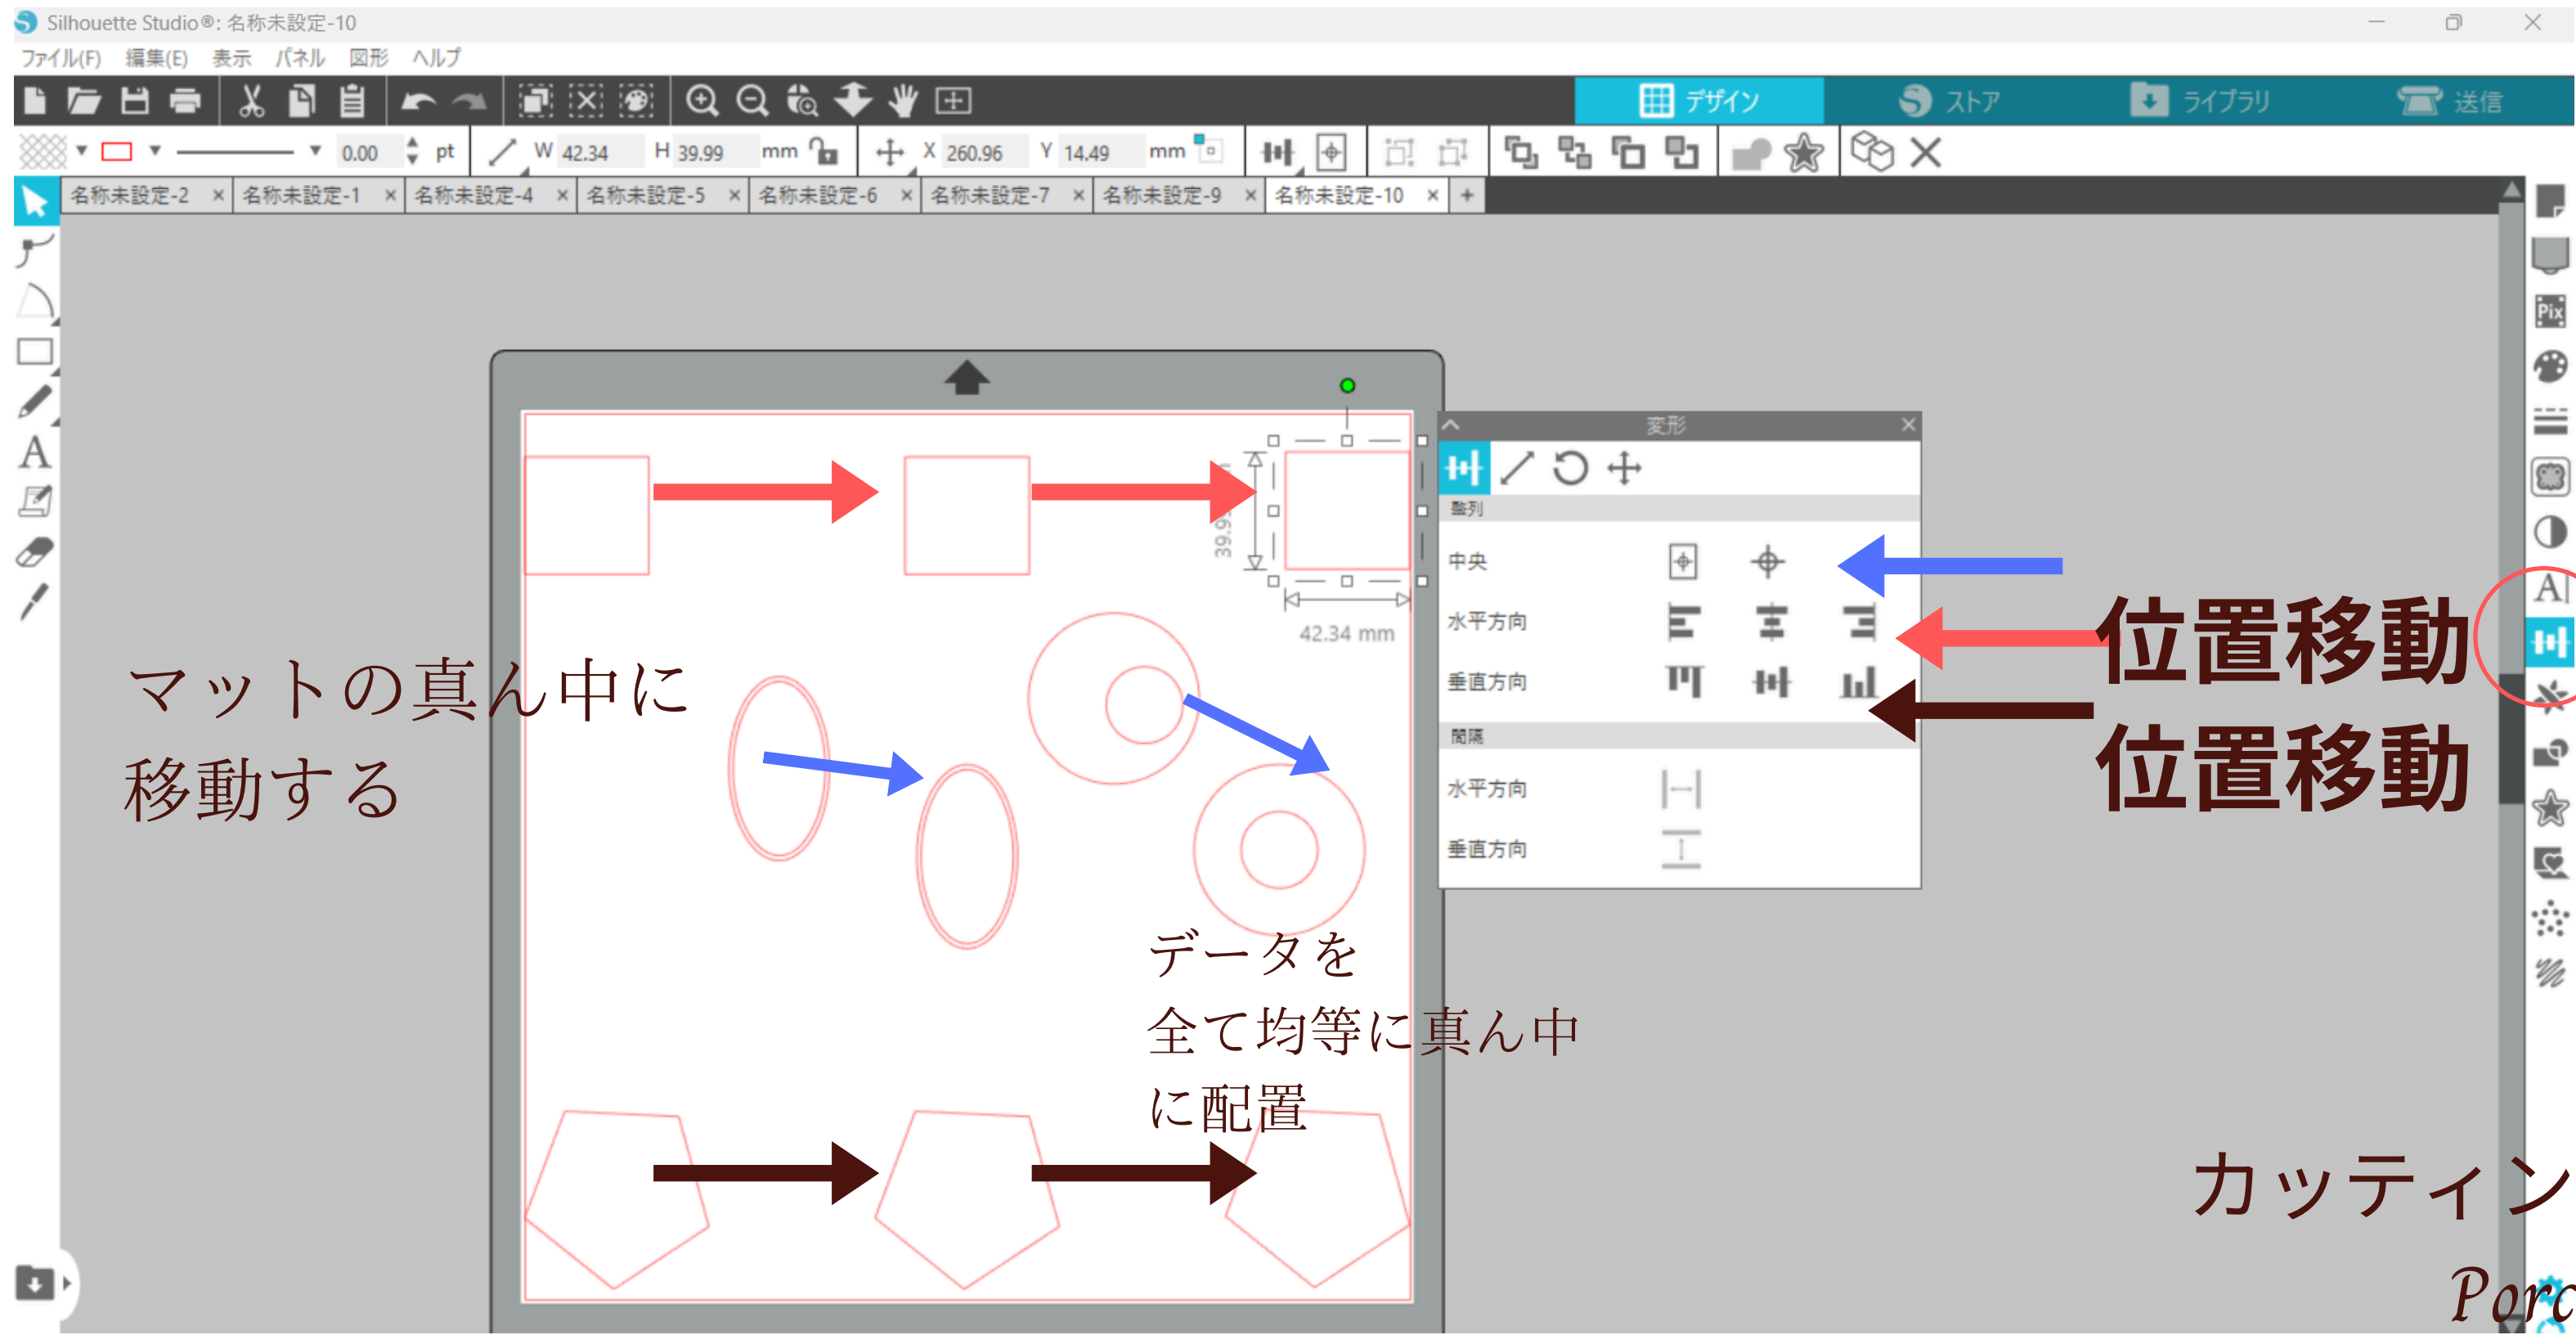 Silhouette Studio®: 名称未設定-10
ファイル(F) 編集(E) 表示 パネル 図形 ヘルプ
デザイン ストア ライブラリ 送信
0.00 pt W 42.34 H 39.99 mm X 260.96 Y 14.49 mm
名称未設定-2 × 名称未設定-1 × 名称未設定-4 × 名称未設定-5 × 名称未設定-6 × 名称未設定-7 × 名称未設定-9 × 名称未設定-10 × +
Pix
変形
整列
中央
水平方向
垂直方向
間隔
水平方向
垂直方向
42.34 mm
マットの真ん中に
移動する
位置移動
位置移動
データを
全て均等に真ん中
に配置
カッティン